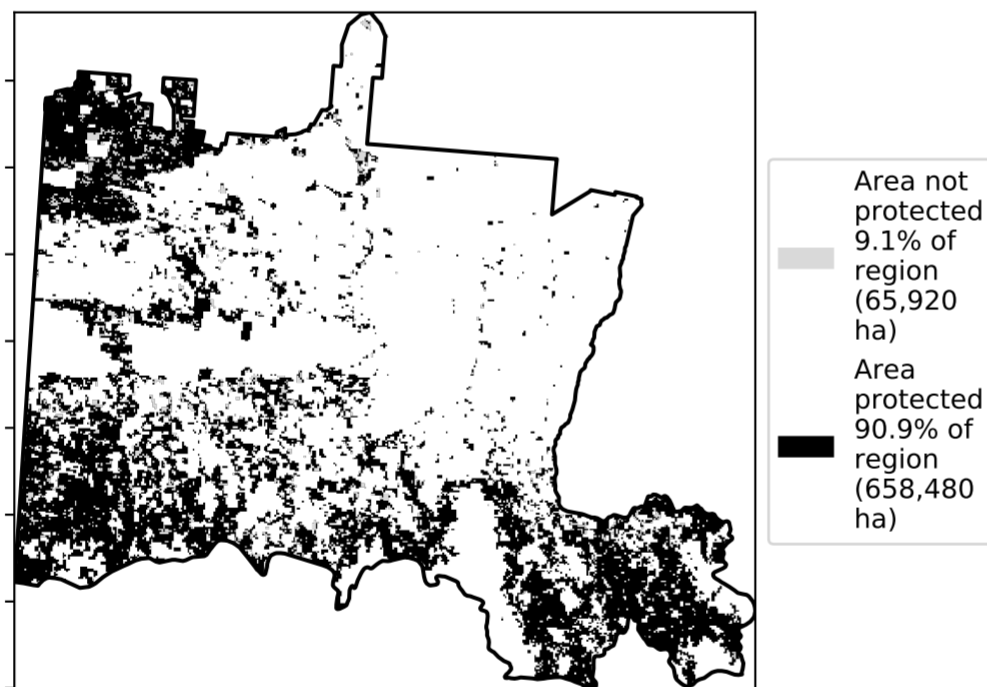 Area not
protected
9.1% of
region
(65,920
ha)
Area
protected
90.9% of
region
(658,480
ha)